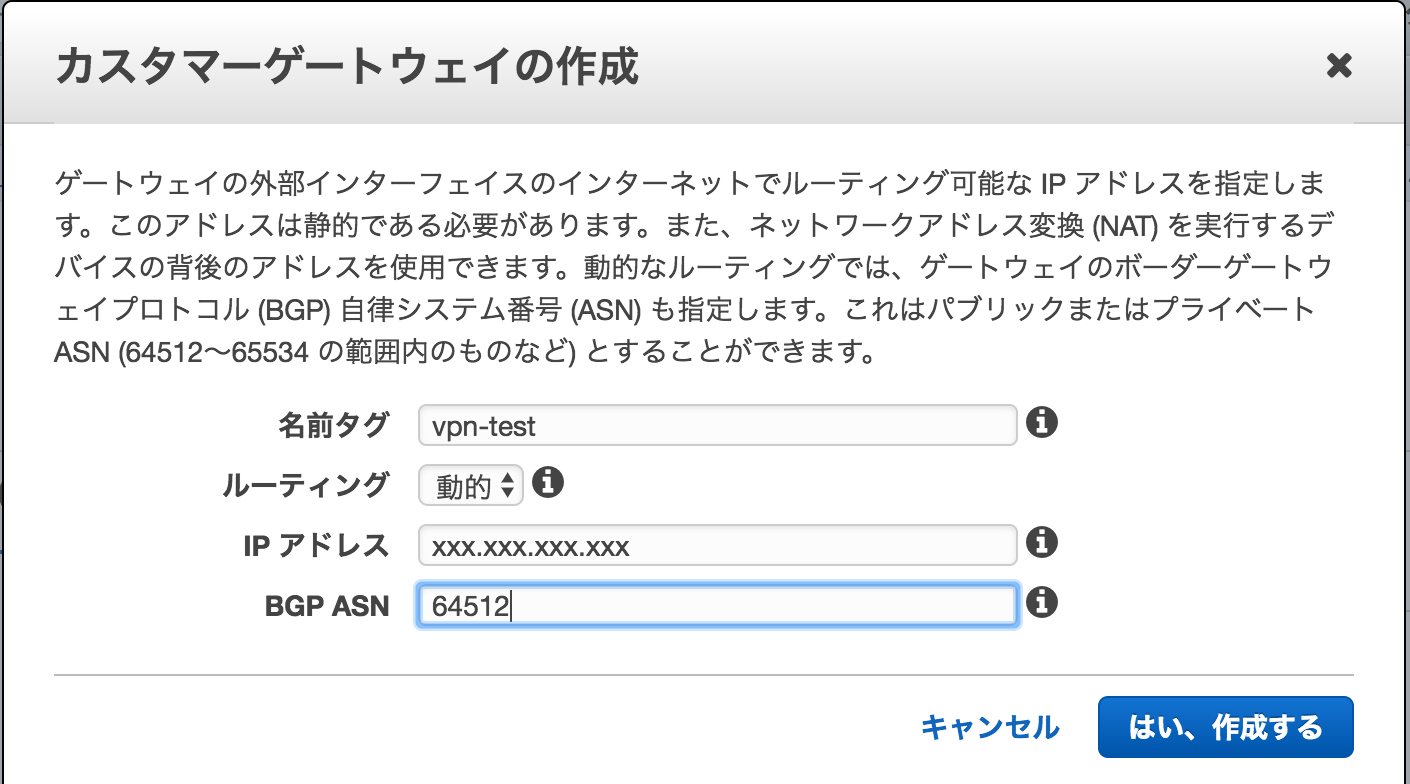 カスタマーゲートウェイの作成
ゲートウェイの外部インターフェイスのインターネットでルーティング可能な IP アドレスを指定しま
す。このアドレスは静的である必要があります。また、ネットワークアドレス変換 (NAT) を実行するデ
バイスの背後のアドレスを使用できます。動的なルーティングでは、ゲートウェイのボーダーゲートウ
ェイプロトコル (BGP) 自律システム番号 (ASN) も指定します。これはパブリックまたはプライベート
ASN (64512〜65534 の範囲内のものなど) とすることができます。
名前タグ vpn-test
ルーティング 動的
IP アドレス xxx.xxx.xxx.xxx
BGP ASN 64512
キャンセル はい、作成する